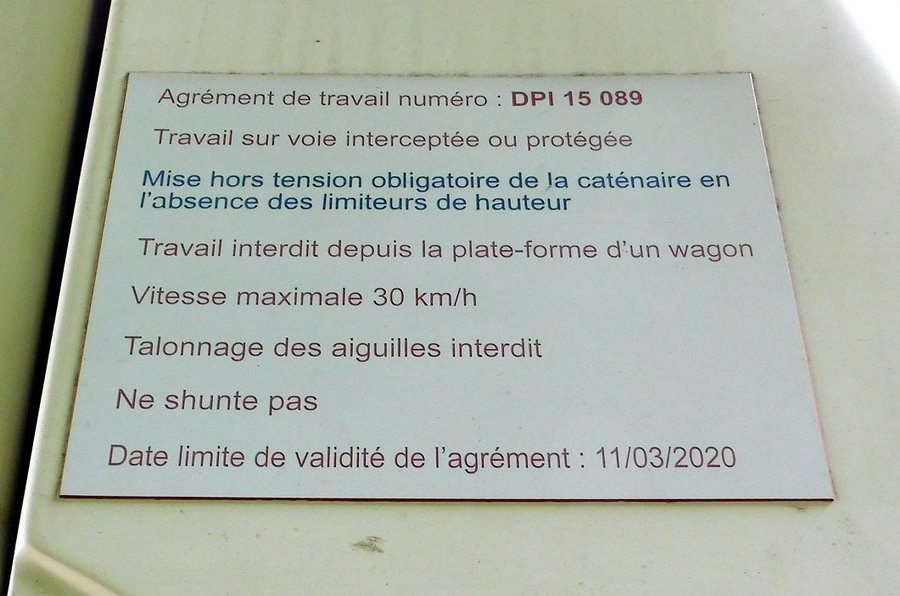 Agrément de travail numéro : DPI 15 089
Travail sur voie interceptée ou protégée
Mise hors tension obligatoire de la caténaire en
l'absence des limiteurs de hauteur
Travail interdit depuis la plate-forme d'un wagon
Vitesse maximale 30 km/h
Talonnage des aiguilles interdit
Ne shunte pas
Date limite de validité de l'agrément : 11/03/2020